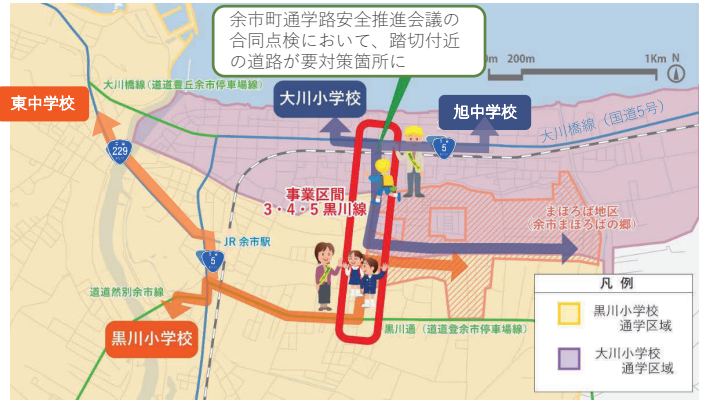 余市町通学路安全推進会議の
合同点検において、踏切付近
の道路が要対策箇所に
200m
1Km N
大川橋線(道道豊丘余市停車場線)
東中学校
大川小学校
旭中学校
大川橋線(国道5号)
229
5
事業区間
3・4・5 黒川線
まほろば地区
(余市まほろばの郷)
JR 余市駅
5
道道然別余市線
黒川小学校
黒川通(道道登余市停車場線)
凡 例
黒川小学校
通学区域
大川小学校
通学区域